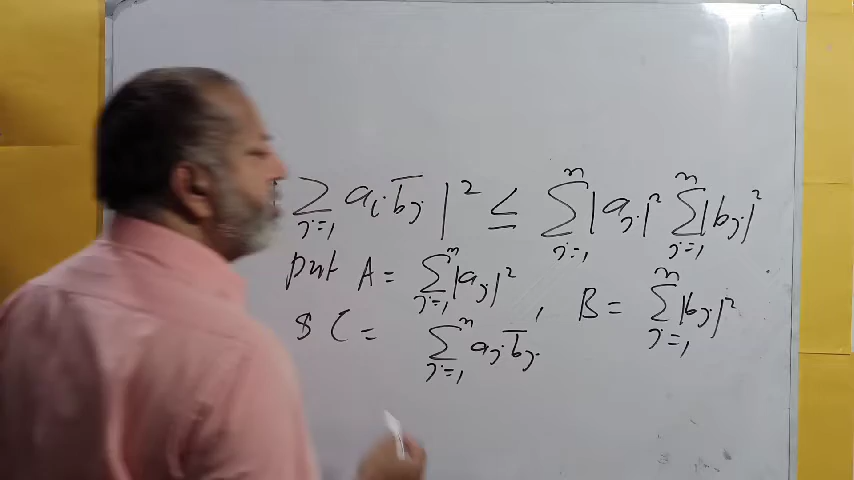 | ∑_{j=1} a_i b̄_j |² ≤ ∑_{j=1}^{n} |a_j|² ∑_{j=1}^{n} |b_j|²
put A = ∑_{j=1}^{n} |a_j|² , B = ∑_{j=1}^{n} |b_j|²
& C = ∑_{j=1}^{n} a_j b̄_j